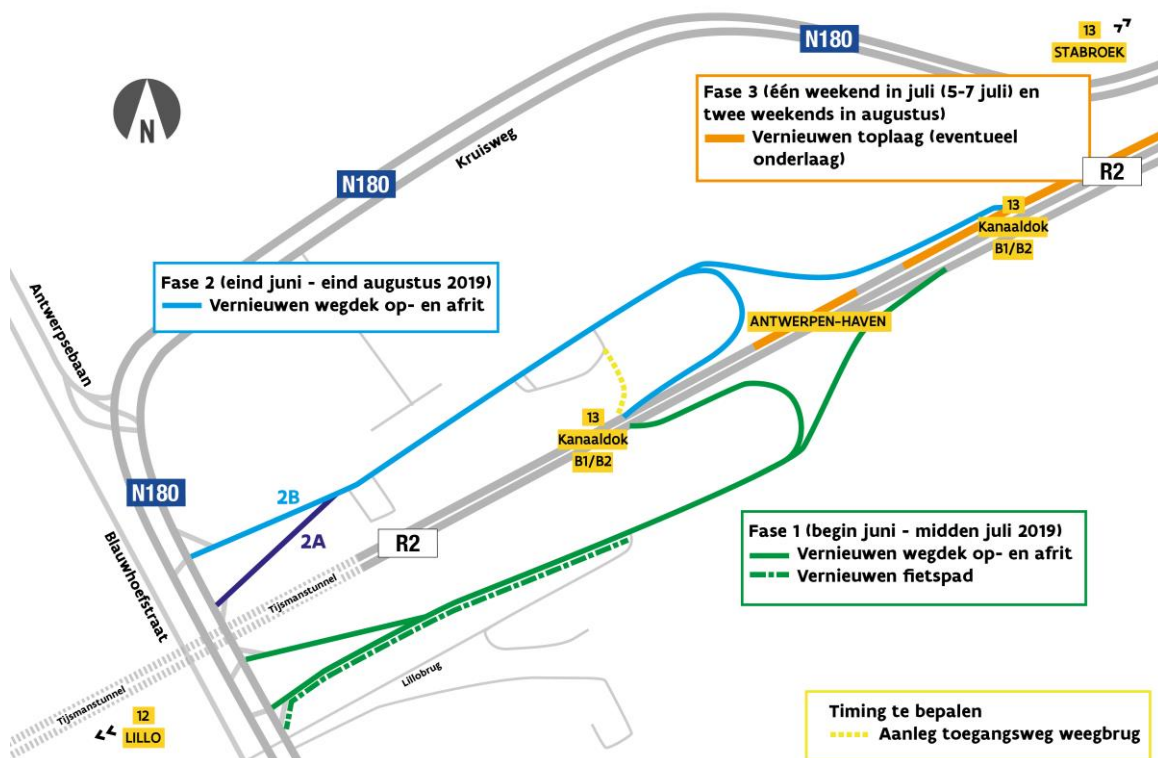 N180
13
STABROEK
Fase 3 (één weekend in juli (5-7 juli) en
twee weekends in augustus)
Vernieuwen toplaag (eventueel
onderlaag)
N
Kruisweg
N180
R2
13
Kanaaldok
B1/B2
Fase 2 (eind juni - eind augustus 2019)
Vernieuwen wegdek op- en afrit
Antwerpsebaan
ANTWERPEN-HAVEN
13
Kanaaldok
B1/B2
N180
2B
2A
R2
Fase 1 (begin juni - midden juli 2019)
Vernieuwen wegdek op- en afrit
Vernieuwen fietspad
Blauwhoefstraat
Tijsmanstunnel
Lillobrug
Tijsmanstunnel
12
LILLO
Timing te bepalen
Aanleg toegangsweg weegbrug